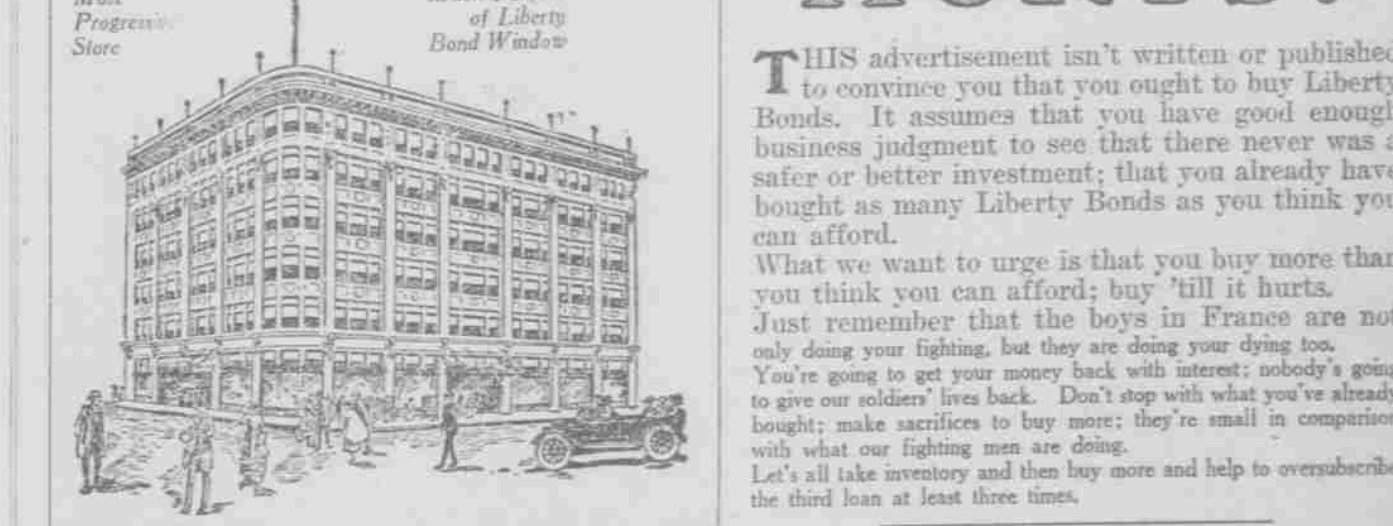 Most
Progressive
Store
of Liberty
Bond Window
HURTS!
THIS advertisement isn't written or published
to convince you that you ought to buy Liberty
Bonds. It assumes that you have good enough
business judgment to see that there never was a
safer or better investment; that you already have
bought as many Liberty Bonds as you think you
can afford.
What we want to urge is that you buy more than
you think you can afford; buy 'till it hurts.
Just remember that the boys in France are not
only doing your fighting, but they are doing your dying too.
You're going to get your money back with interest; nobody's going
to give our soldiers' lives back. Don't stop with what you've already
bought; make sacrifices to buy more; they're small in comparison
with what our fighting men are doing.
Let's all take inventory and then buy more and help to oversubscribe
the third loan at least three times.